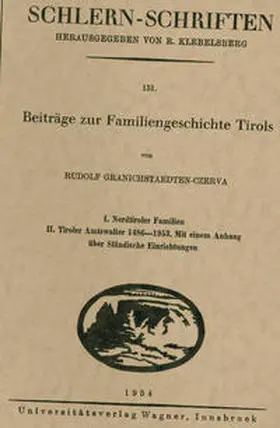 SCHLERN-SCHRIFTEN
HERAUSGEGEBEN VON R. KLEBELSBERG
131.
Beiträge zur Familiengeschichte Tirols
von
RUDOLF GRANICHSTAEDTEN-CZERVA
I. Nordtiroler Familien
II. Tiroler Amtswalter 1486—1953. Mit einem Anhang
über Ständische Einrichtungen
1954
Universitätsverlag Wagner, Innsbruck